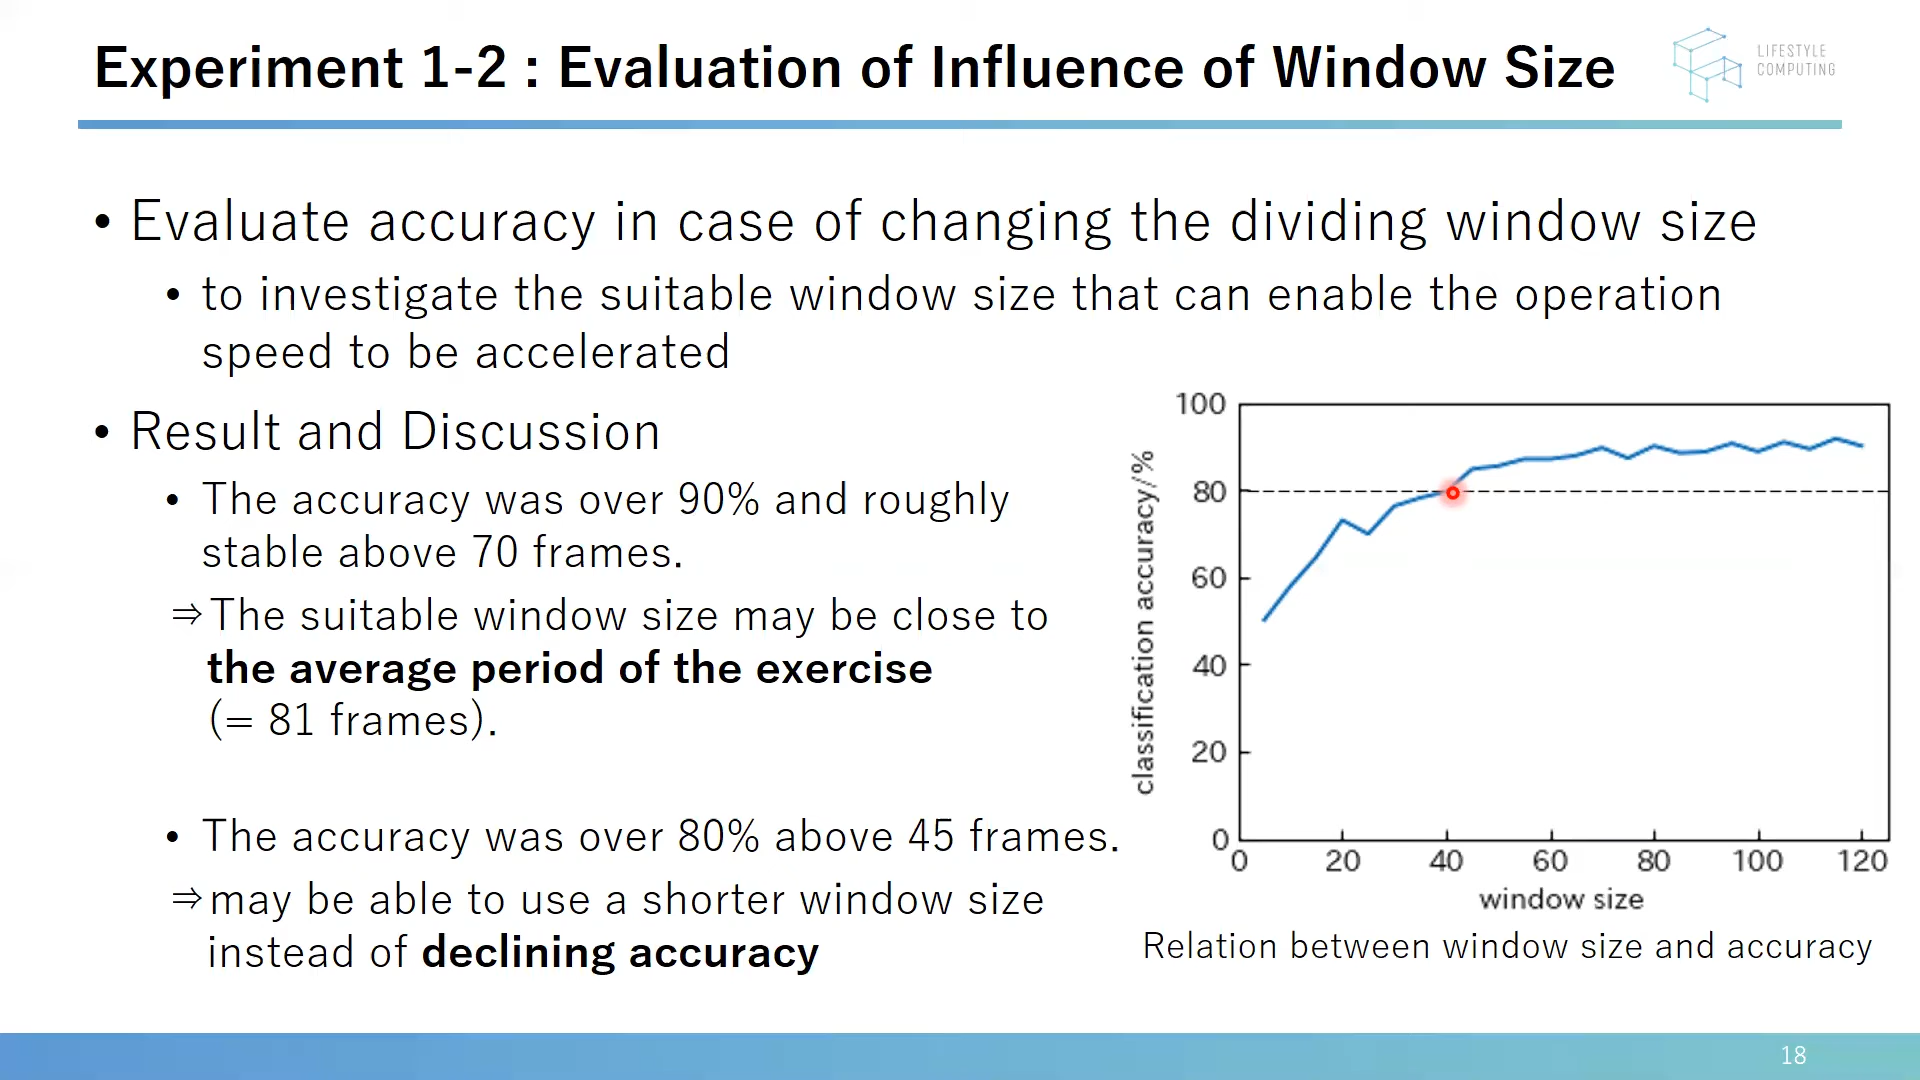 Experiment 1-2 : Evaluation of Influence of Window Size
LIFESTYLE
COMPUTING
• Evaluate accuracy in case of changing the dividing window size
• to investigate the suitable window size that can enable the operation
speed to be accelerated
• Result and Discussion
• The accuracy was over 90% and roughly
stable above 70 frames.
⇒The suitable window size may be close to
the average period of the exercise
(= 81 frames).
• The accuracy was over 80% above 45 frames.
⇒may be able to use a shorter window size
instead of declining accuracy
classification accuracy/%
100
80
60
40
20
0
0 20 40 60 80 100 120
window size
Relation between window size and accuracy
18